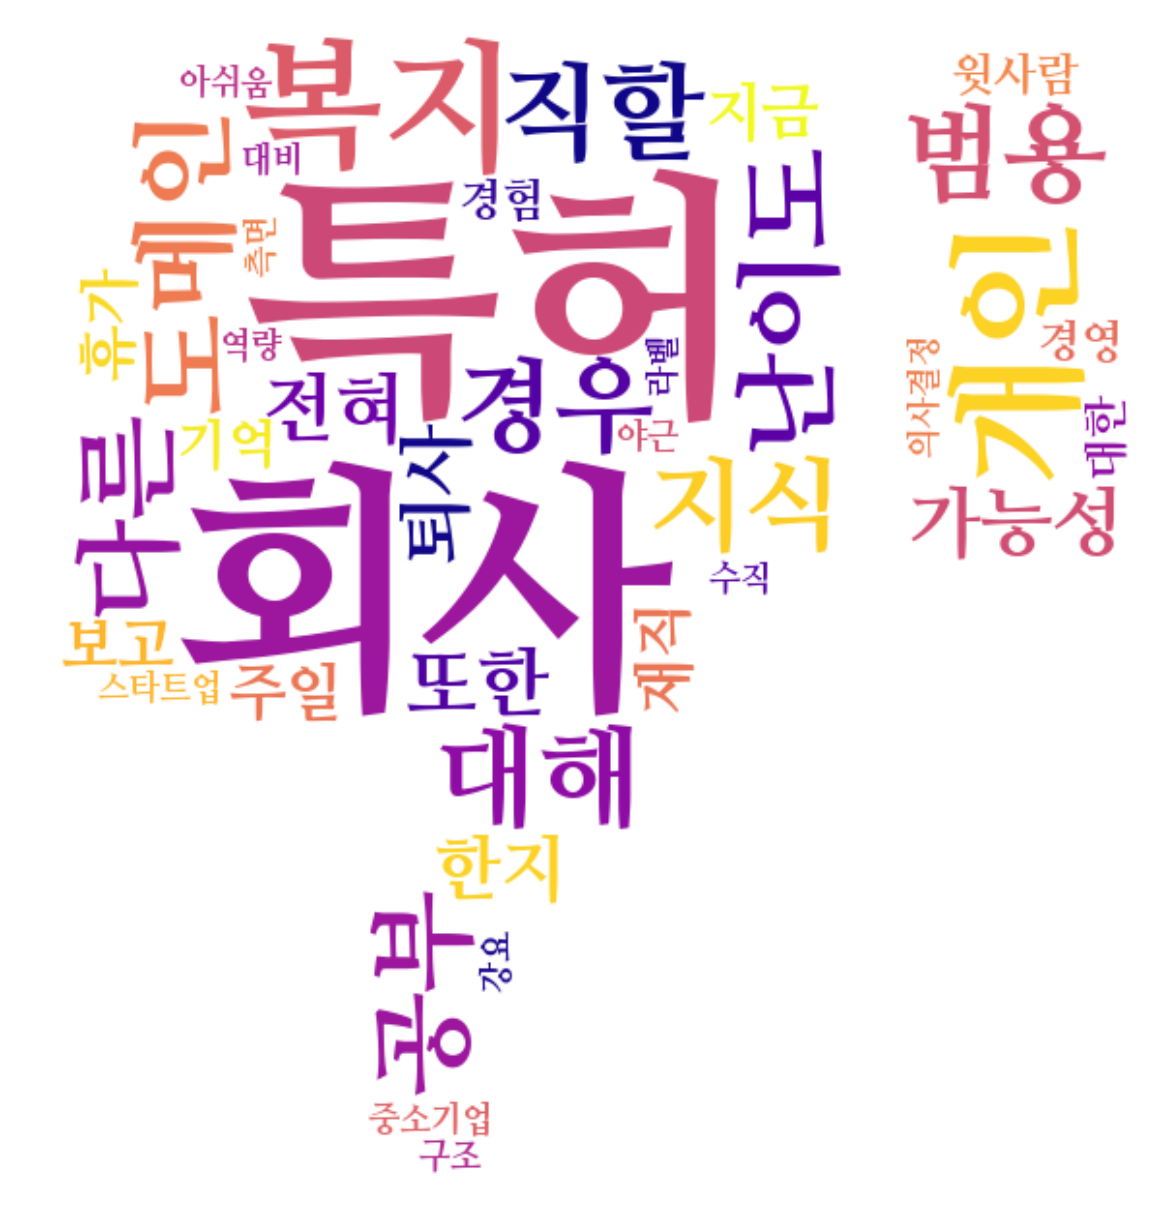 아쉬움
복지
직할
지금
윗사람
범용
대비
도메인
경험
특허
난이도
측면
휴가
역량
전혀
경우
라벨
야근
개인
경영
의사결정
대한
가능성
기억
다른
퇴사
지식
회사
수직
보고
스타트업
주일
또한
재직
대해
한지
공부
강요
중소기업
구조